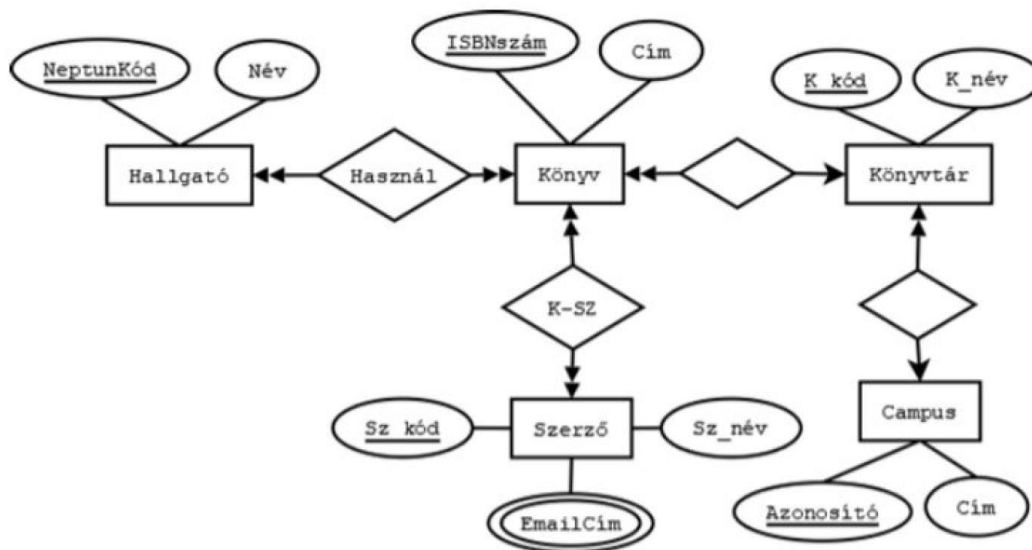 NeptunKód
Név
ISBNszám
Cím
K_kód
K_név
Hallgató
Használ
Könyv
Könyvtár
K-SZ
Sz_kód
Szerző
Sz_név
Campus
EmailCím
Azonosító
Cím